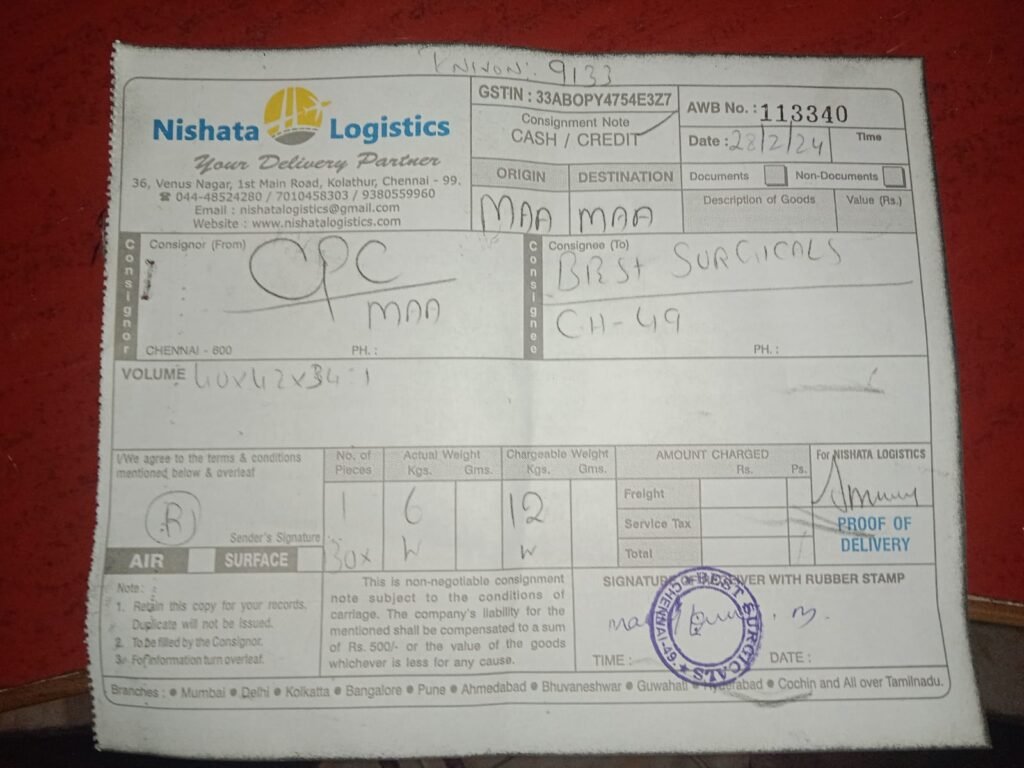 9133
Nishata Logistics
Your Delivery Partner
36, Venus Nagar, 1st Main Road, Kolathur, Chennai - 99.
☎ 044-48524280 / 7010458303 / 9380559960
Email : nishatalogistics@gmail.com
Website : www.nishatalogistics.com
GSTIN : 33ABOPY4754E3Z7
Consignment Note
CASH / CREDIT
ORIGIN DESTINATION
MAA MAA
AWB No. : 113340
Date : 28/2/24 Time
Documents Non-Documents
Description of Goods Value (Rs.)
Consignor
Consignor (From)
CPC
MAA
CHENNAI - 600 PH. :
Consignee
Consignee (To)
BEST SURGICALS
CH-49
PH. :
VOLUME 40x42x34-1
I/We agree to the terms & conditions
mentioned below & overleaf
Sender's Signature
AIR SURFACE
No. of Pieces
1
Box
Actual Weight
Kgs. Gms.
6
W
Chargeable Weight
Kgs. Gms.
12
W
AMOUNT CHARGED
Rs. Ps.
Freight
Service Tax
Total
For NISHATA LOGISTICS
PROOF OF
DELIVERY
Note :
1. Retain this copy for your records.
Duplicate will not be Issued.
2. To be filled by the Consignor.
3. For information turn overleaf.
This is non-negotiable consignment
note subject to the conditions of
carriage. The company's liability for the
mentioned shall be compensated to a sum
of Rs. 500/- or the value of the goods
whichever is less for any cause.
SIGNATURE OF RECEIVER WITH RUBBER STAMP
BEST SURGICALS
CHENNAI-49.
TIME : DATE :
Branches : ● Mumbai ● Delhi ● Kolkatta ● Bangalore ● Pune ● Ahmedabad ● Bhuvaneshwar ● Guwahati ● Hyderabad ● Cochin and All over Tamilnadu.